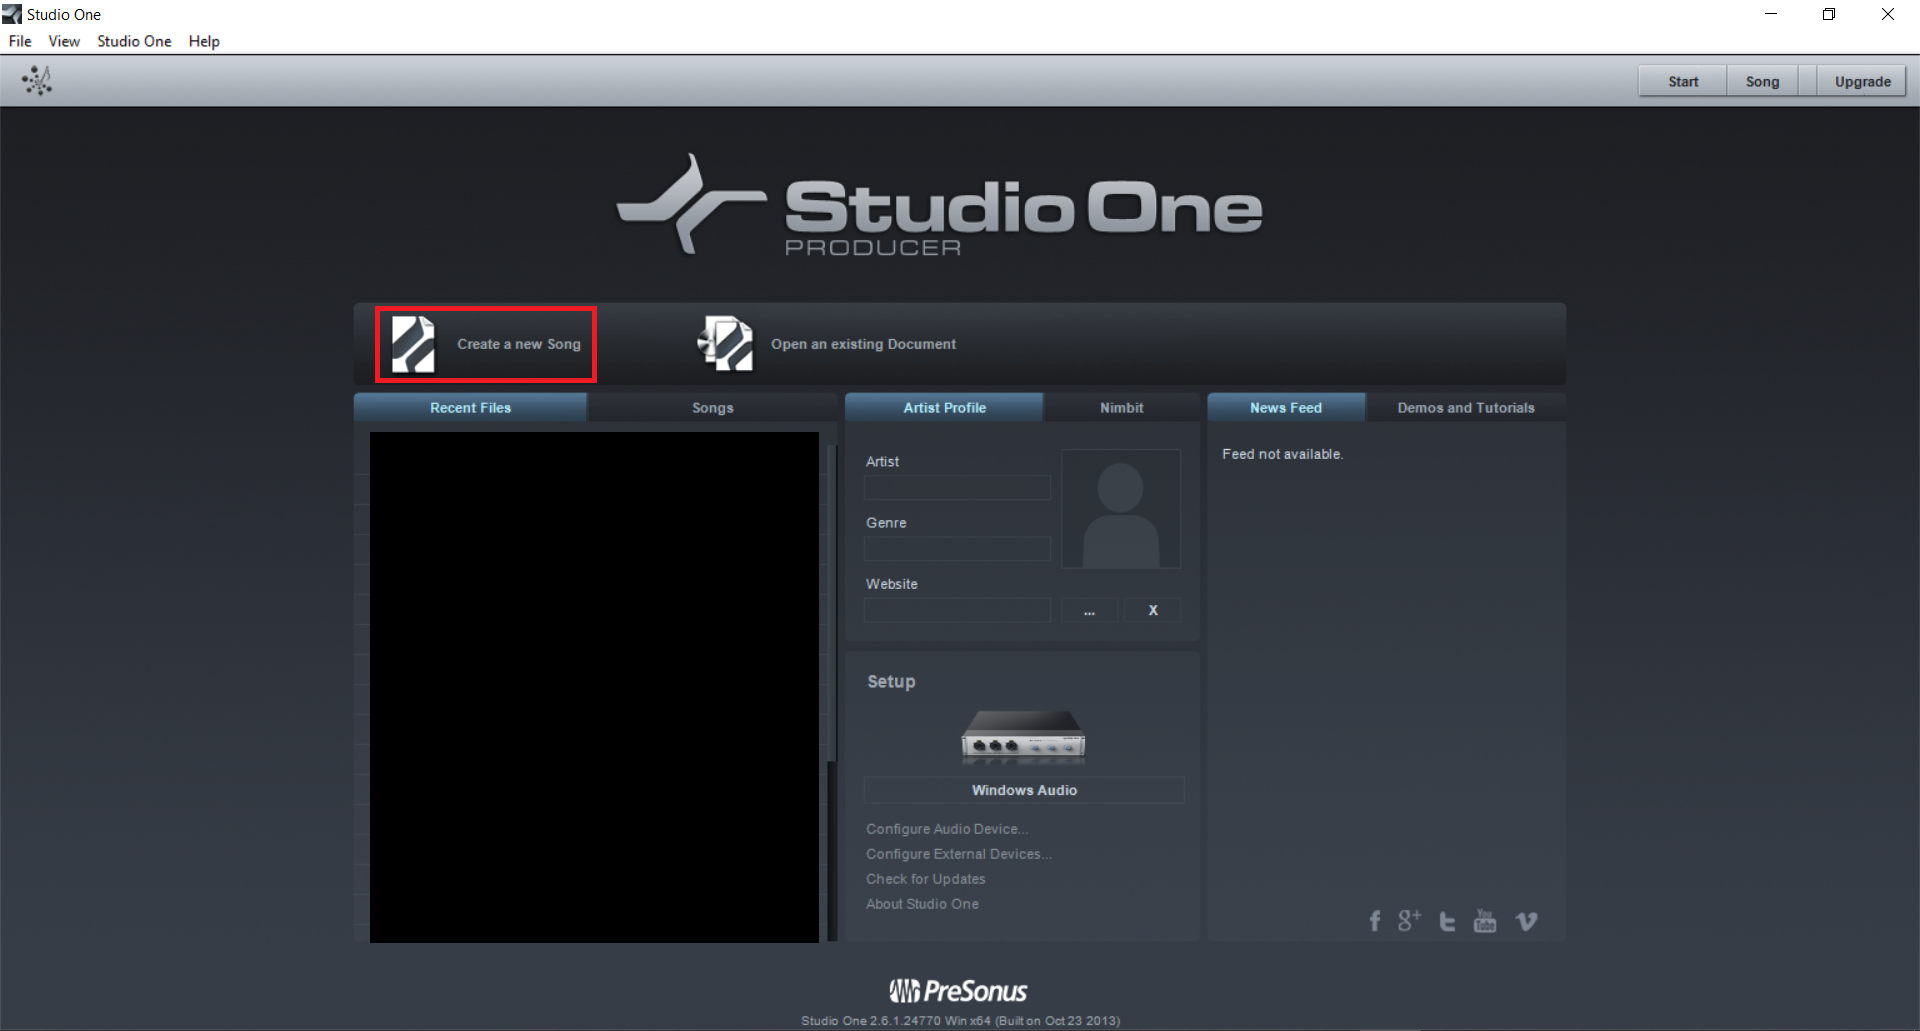 Studio One
File View Studio One Help
Start Song Upgrade
Studio One
PRODUCER
Create a new Song Open an existing Document
Recent Files Songs Artist Profile Nimbit News Feed Demos and Tutorials
Feed not available.
Artist
Genre
Website
... X
Setup
Windows Audio
Configure Audio Device...
Configure External Devices...
Check for Updates
About Studio One
f g+ t You Tube v
PreSonus
Studio One 2.6.1.24770 Win x64 (Built on Oct 23 2013)